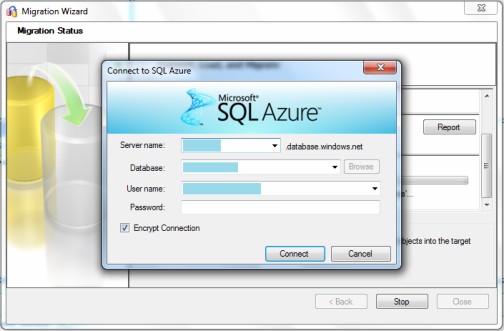 Migration Wizard
Migration Status
Connect to SQL Azure
Microsoft®
SQL Azure™
Server name:
.database.windows.net
Database:
Browse
User name:
Password:
Encrypt Connection
Connect
Cancel
Report
bjects into the target
< Back
Stop
Close